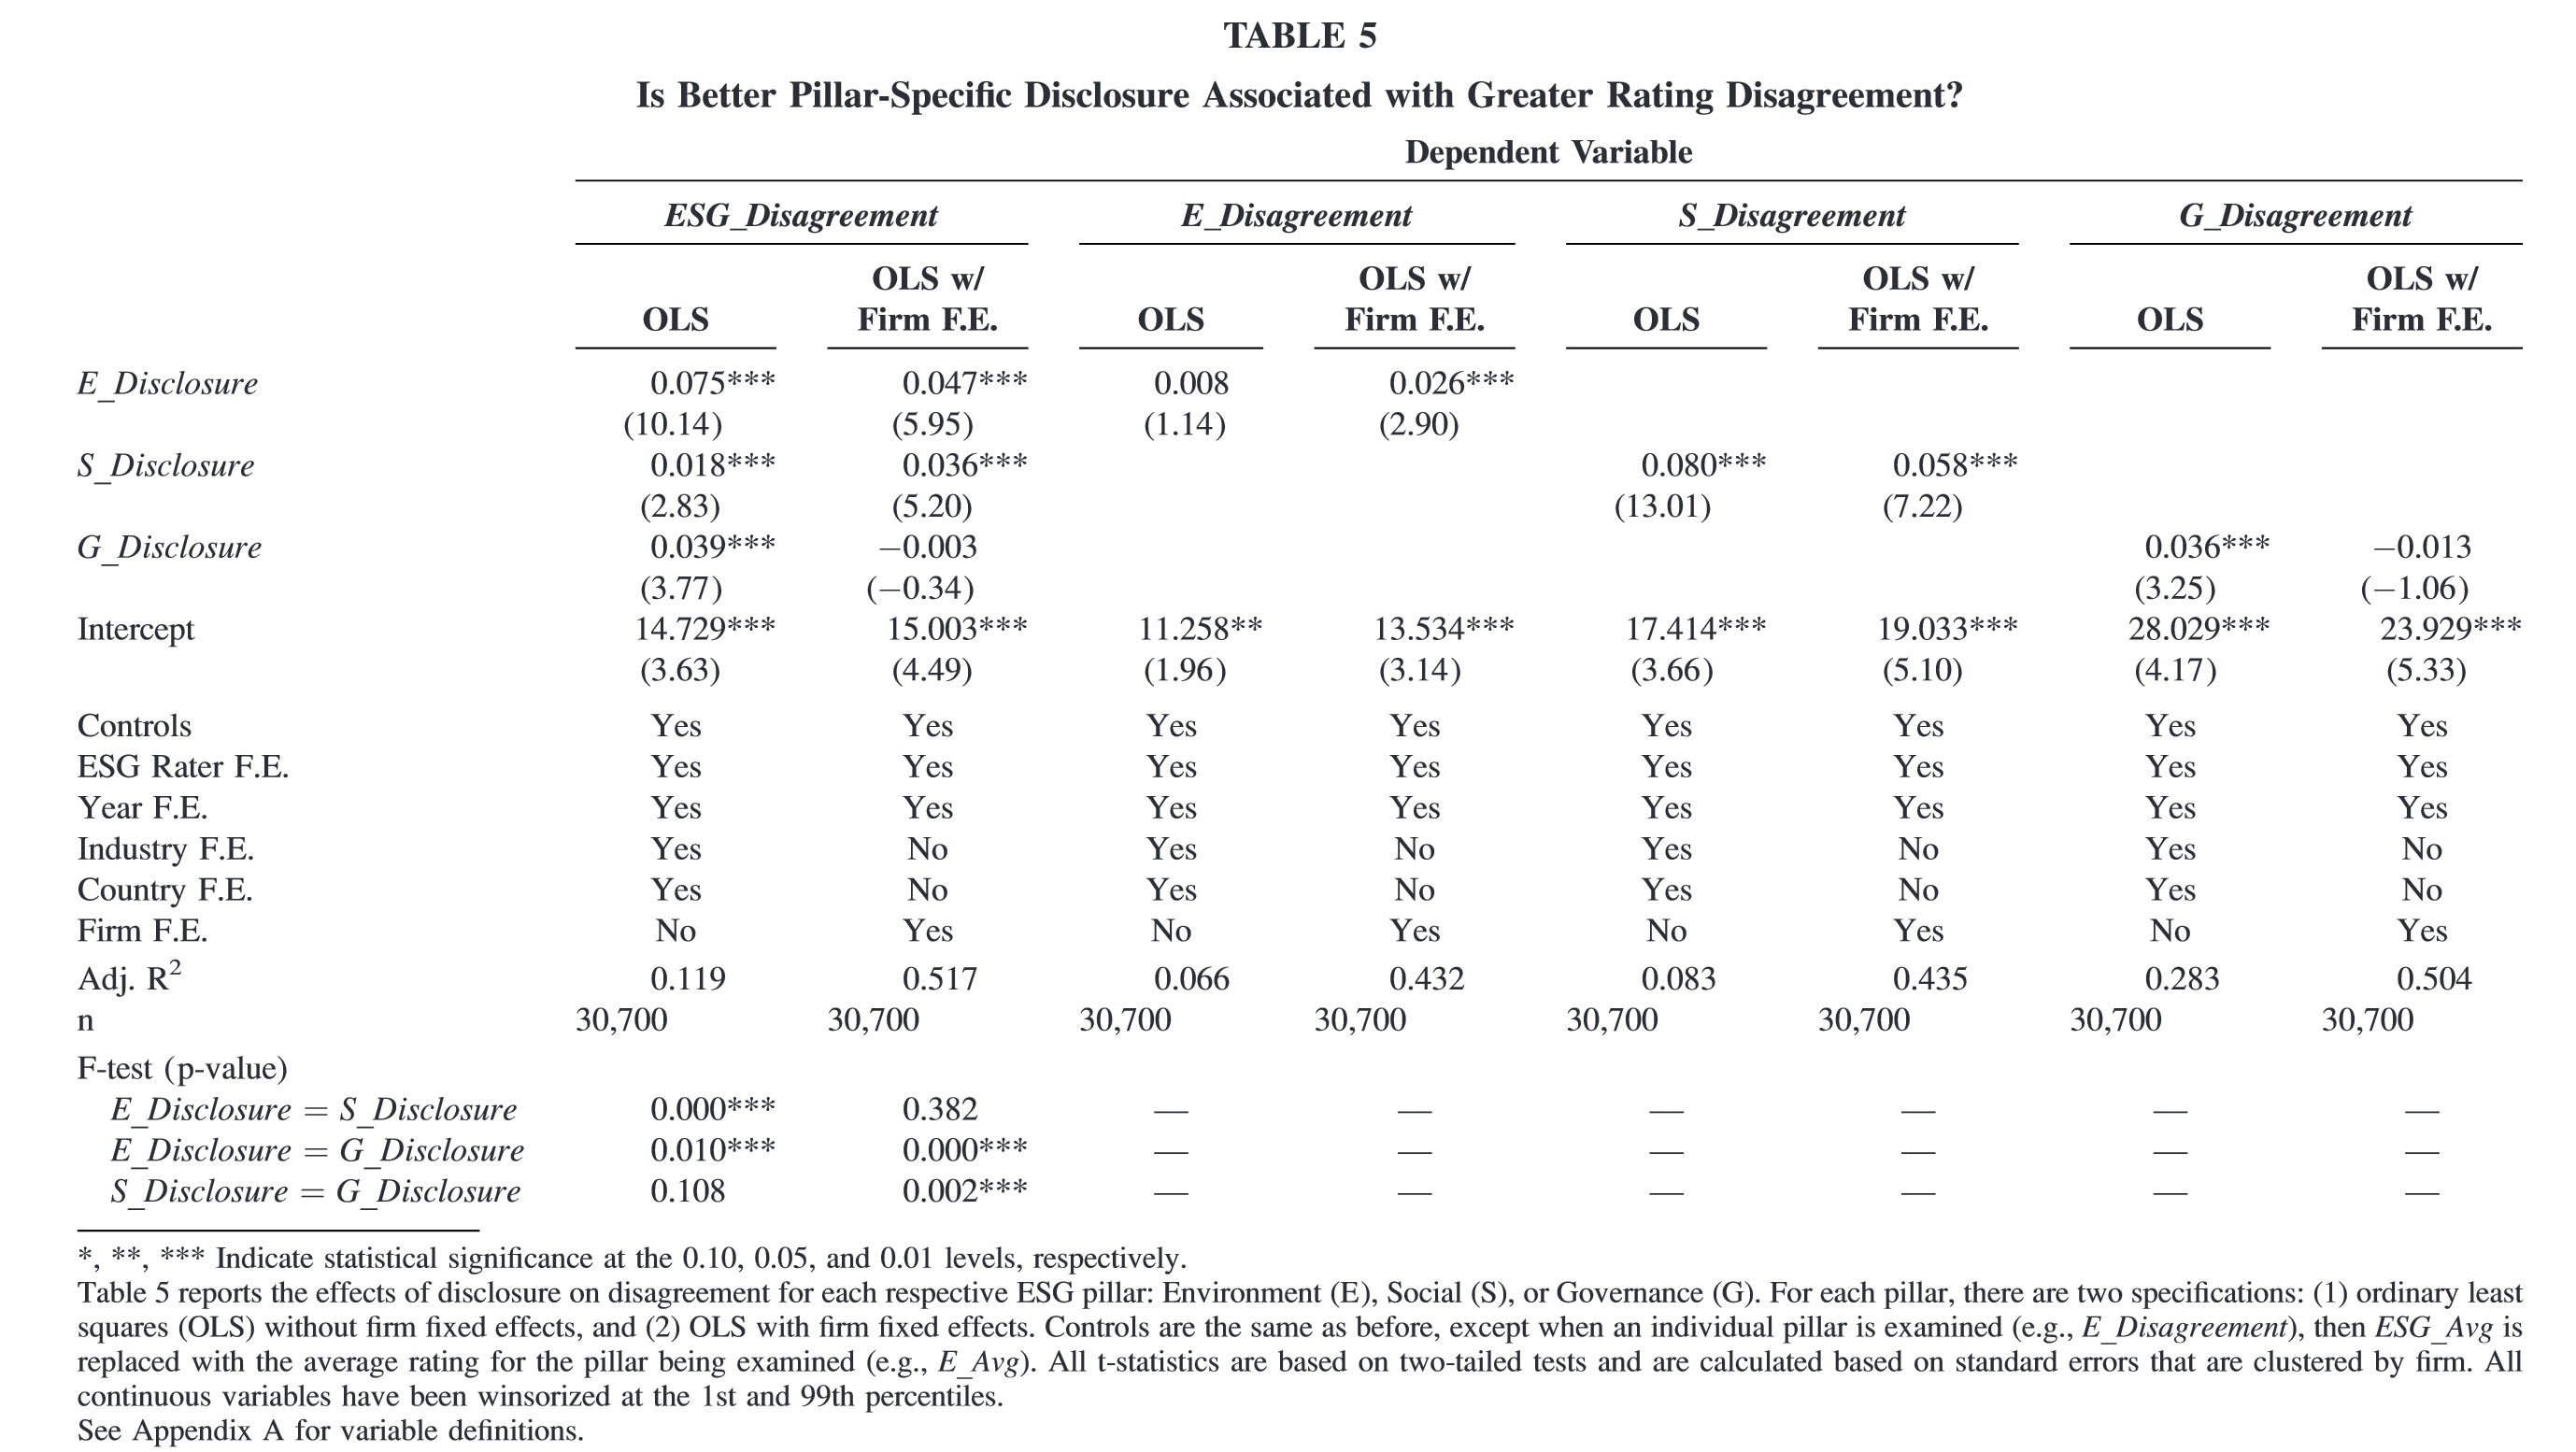 TABLE 5
Is Better Pillar-Specific Disclosure Associated with Greater Rating Disagreement?
Dependent Variable
ESG_Disagreement E_Disagreement S_Disagreement G_Disagreement
OLS w/ OLS w/ OLS w/ OLS w/
OLS Firm F.E. OLS Firm F.E. OLS Firm F.E. OLS Firm F.E.
E_Disclosure 0.075*** 0.047*** 0.008 0.026***
(10.14) (5.95) (1.14) (2.90)
S_Disclosure 0.018*** 0.036*** 0.080*** 0.058***
(2.83) (5.20) (13.01) (7.22)
G_Disclosure 0.039*** −0.003 0.036*** −0.013
(3.77) (−0.34) (3.25) (−1.06)
Intercept 14.729*** 15.003*** 11.258** 13.534*** 17.414*** 19.033*** 28.029*** 23.929***
(3.63) (4.49) (1.96) (3.14) (3.66) (5.10) (4.17) (5.33)
Controls Yes Yes Yes Yes Yes Yes Yes Yes
ESG Rater F.E. Yes Yes Yes Yes Yes Yes Yes Yes
Year F.E. Yes Yes Yes Yes Yes Yes Yes Yes
Industry F.E. Yes No Yes No Yes No Yes No
Country F.E. Yes No Yes No Yes No Yes No
Firm F.E. No Yes No Yes No Yes No Yes
Adj. R² 0.119 0.517 0.066 0.432 0.083 0.435 0.283 0.504
n 30,700 30,700 30,700 30,700 30,700 30,700 30,700 30,700
F-test (p-value)
E_Disclosure = S_Disclosure 0.000*** 0.382 — — — — — —
E_Disclosure = G_Disclosure 0.010*** 0.000*** — — — — — —
S_Disclosure = G_Disclosure 0.108 0.002*** — — — — — —
*, **, *** Indicate statistical significance at the 0.10, 0.05, and 0.01 levels, respectively.
Table 5 reports the effects of disclosure on disagreement for each respective ESG pillar: Environment (E), Social (S), or Governance (G). For each pillar, there are two specifications: (1) ordinary least
squares (OLS) without firm fixed effects, and (2) OLS with firm fixed effects. Controls are the same as before, except when an individual pillar is examined (e.g., E_Disagreement), then ESG_Avg is
replaced with the average rating for the pillar being examined (e.g., E_Avg). All t-statistics are based on two-tailed tests and are calculated based on standard errors that are clustered by firm. All
continuous variables have been winsorized at the 1st and 99th percentiles.
See Appendix A for variable definitions.